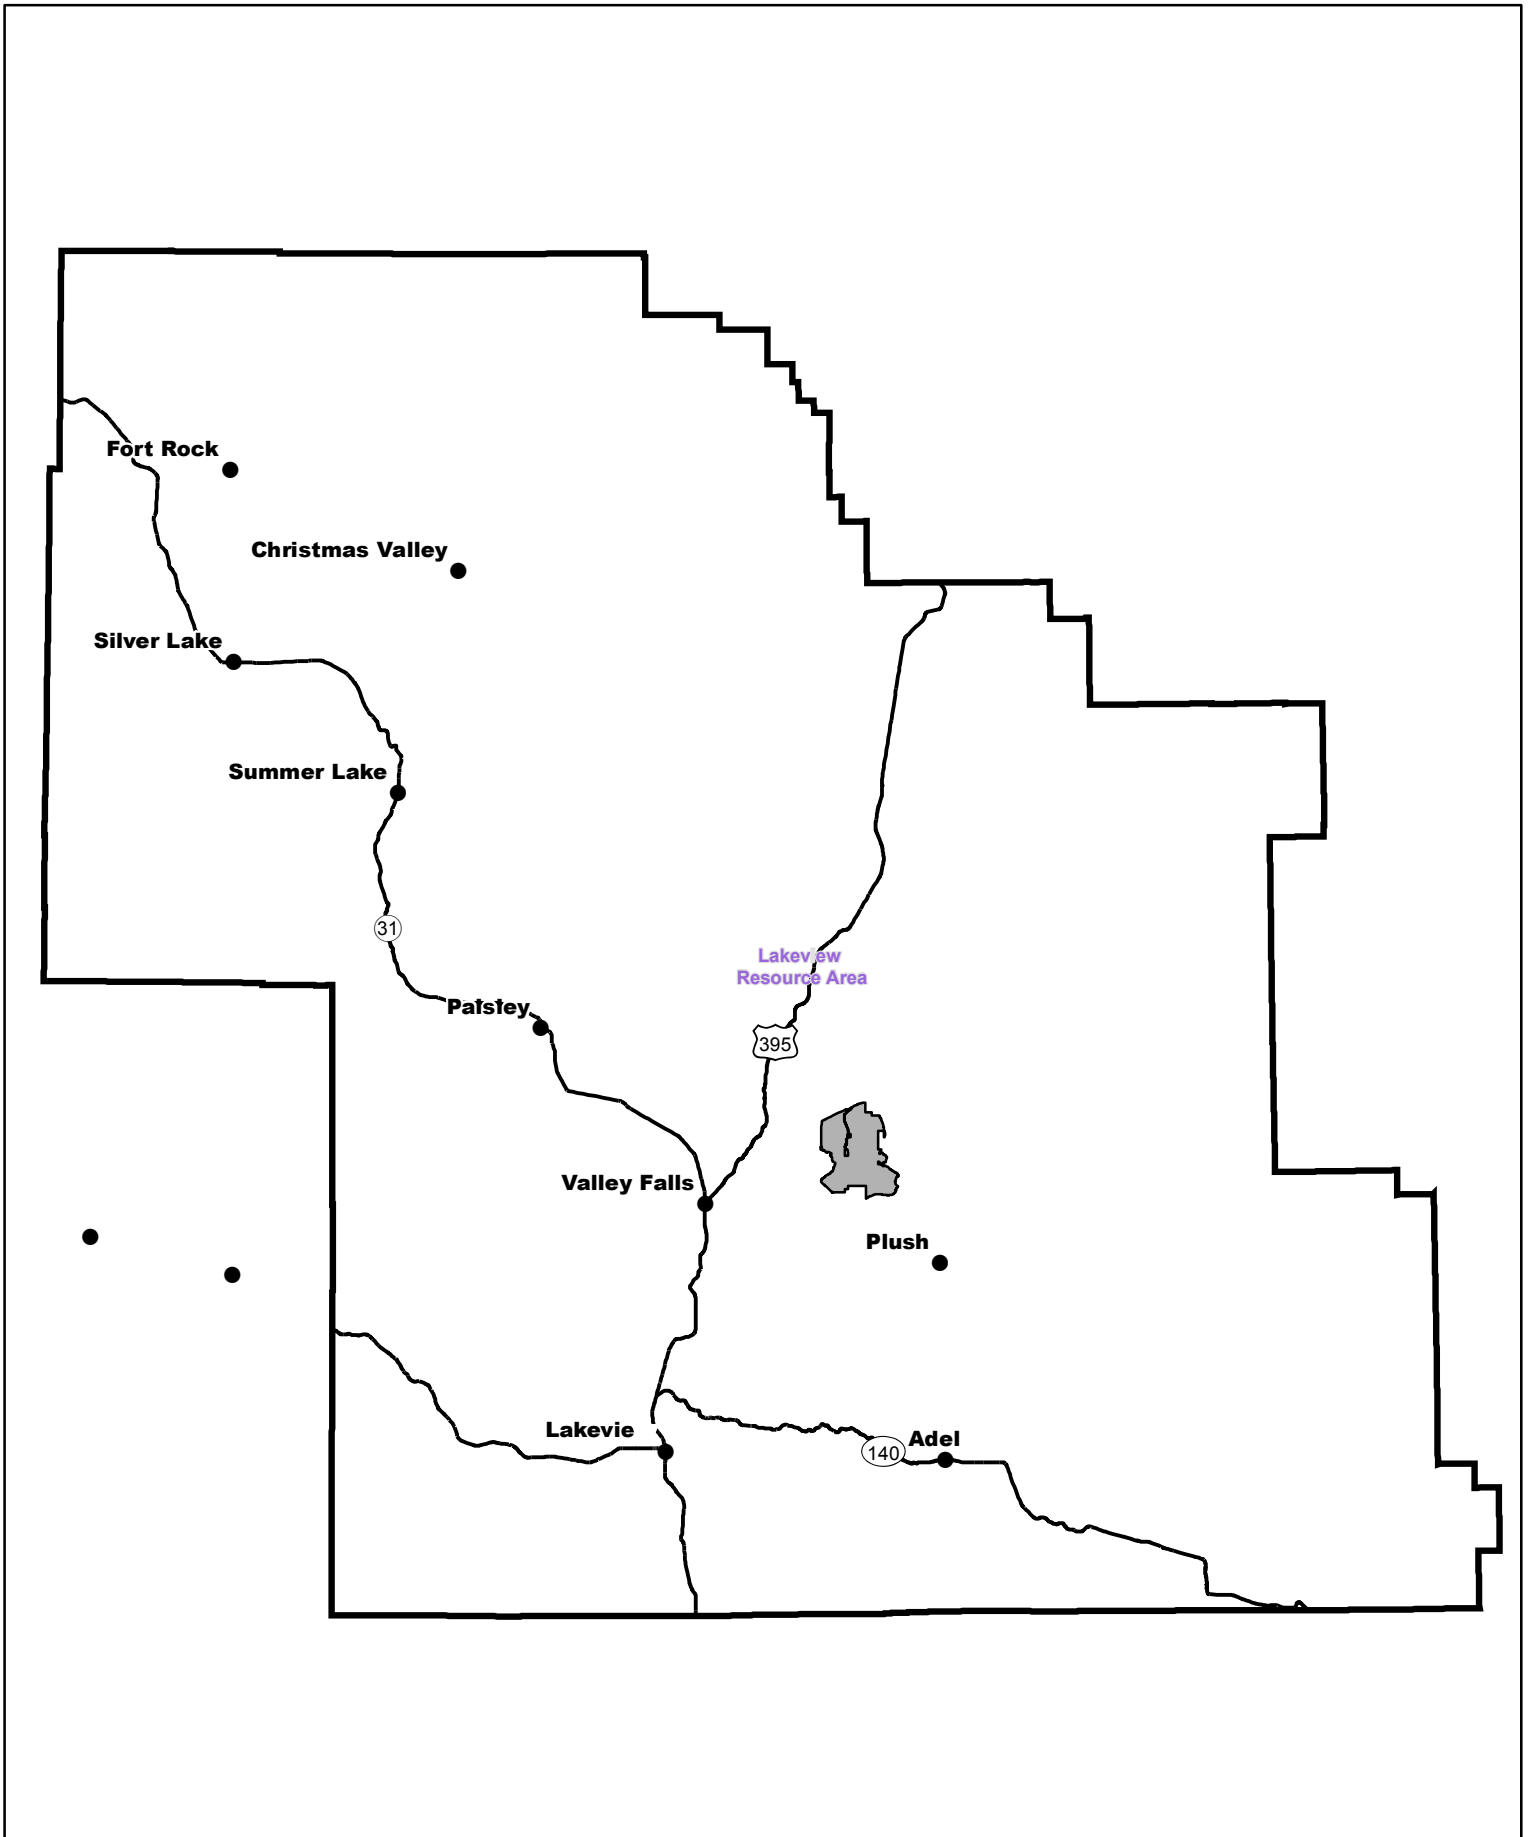 Fort Rock
Christmas Valley
Silver Lake
Summer Lake
31
Lakeview
Resource Area
Paisley
395
Valley Falls
Plush
Lakevie
Adel
140